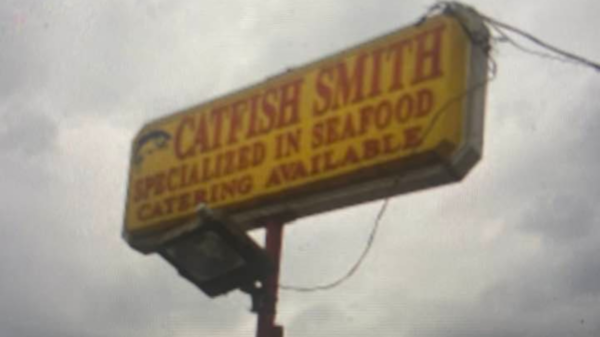 CATFISH SMITH
SPECIALIZED IN SEAFOOD
CATERING AVAILABLE